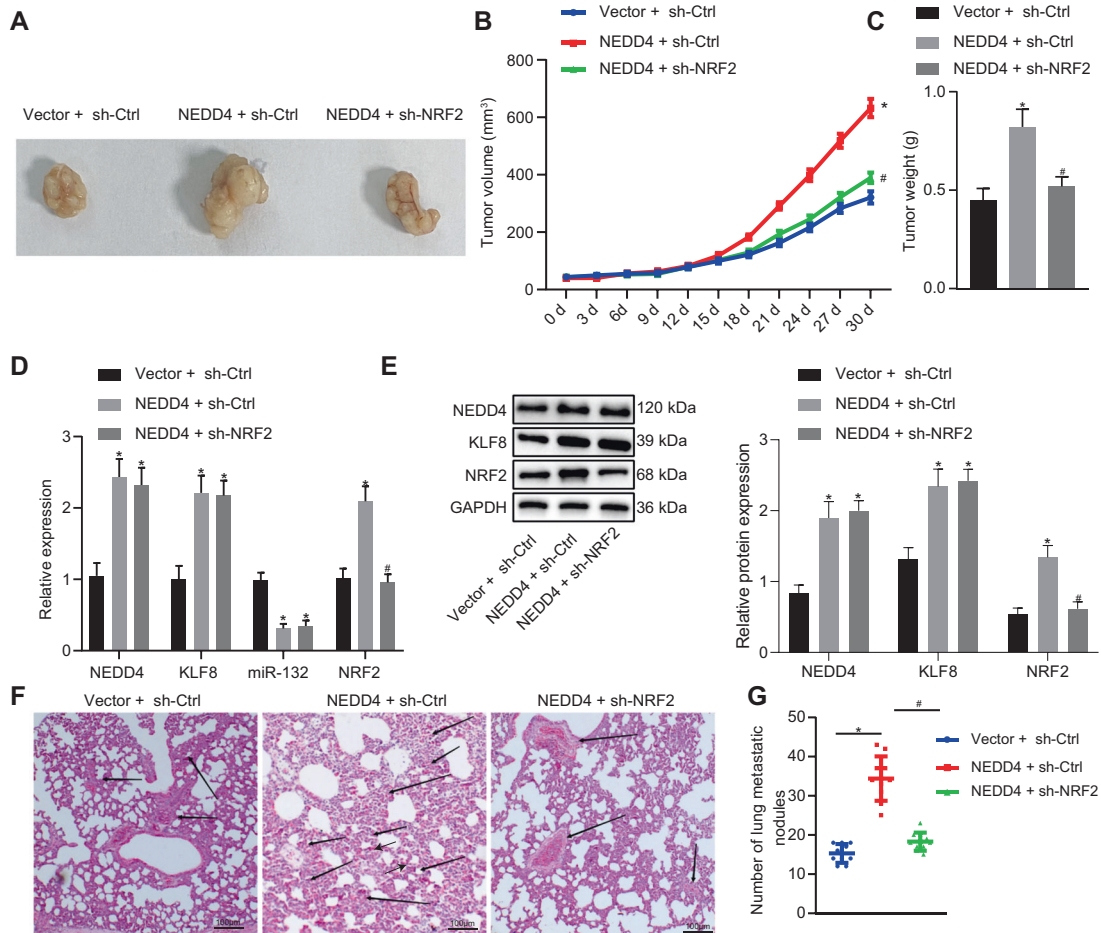 A
Vector + sh-Ctrl
NEDD4 + sh-Ctrl
NEDD4 + sh-NRF2
B
Vector + sh-Ctrl
NEDD4 + sh-Ctrl
NEDD4 + sh-NRF2
Tumor volume (mm³)
800
600
400
200
0
*
#
0 d
3 d
6d
9 d
12 d
15 d
18 d
21 d
24 d
27 d
30 d
C
Vector + sh-Ctrl
NEDD4 + sh-Ctrl
NEDD4 + sh-NRF2
Tumor weight (g)
1.0
0.5
0.0
*
#
D
Vector + sh-Ctrl
NEDD4 + sh-Ctrl
NEDD4 + sh-NRF2
Relative expression
3
2
1
0
* *
* *
* *
* #
NEDD4
KLF8
miR-132
NRF2
E
NEDD4
120 kDa
KLF8
39 kDa
NRF2
68 kDa
GAPDH
36 kDa
Vector + sh-Ctrl
NEDD4 + sh-Ctrl
NEDD4 + sh-NRF2
Vector + sh-Ctrl
NEDD4 + sh-Ctrl
NEDD4 + sh-NRF2
Relative protein expression
3
2
1
0
* *
* *
* #
NEDD4
KLF8
NRF2
F
Vector + sh-Ctrl
NEDD4 + sh-Ctrl
NEDD4 + sh-NRF2
100μm
100μm
100μm
G
Number of lung metastatic
nodules
50
40
30
20
10
0
*
#
Vector + sh-Ctrl
NEDD4 + sh-Ctrl
NEDD4 + sh-NRF2